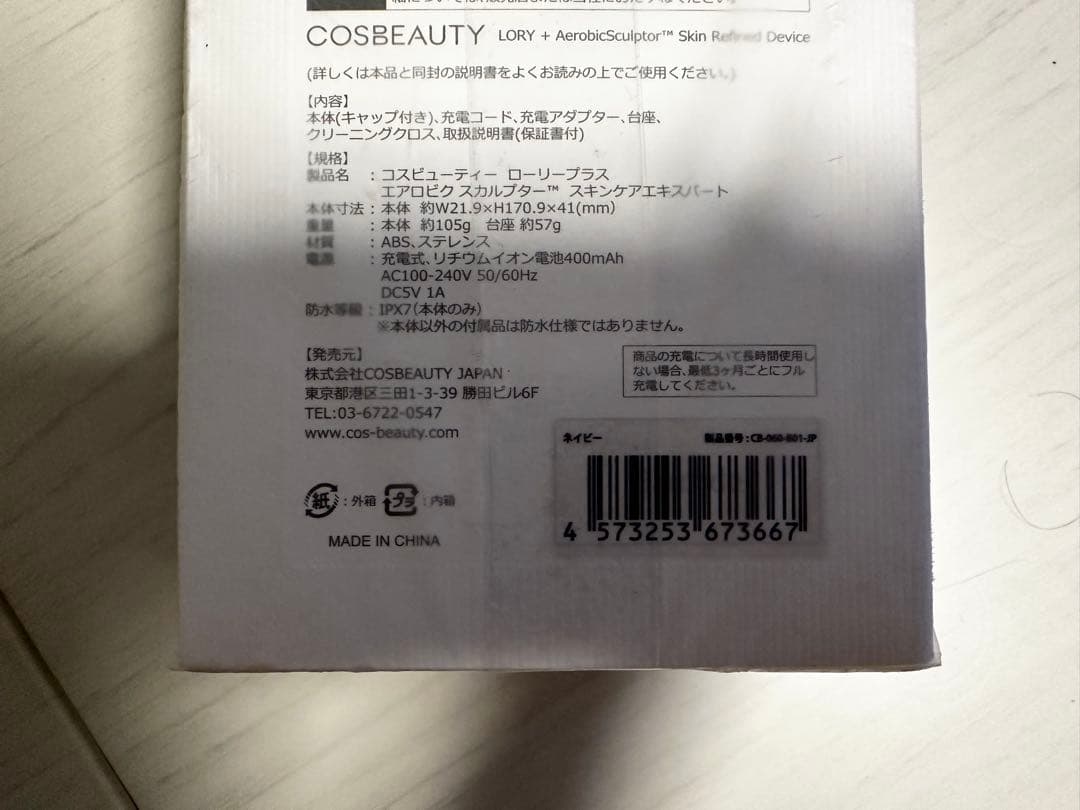 COSBEAUTY LORY + AerobicSculptor™ Skin Refined Device
(詳しくは本品と同封の説明書をよくお読みの上でご使用ください。)
【内容】
本体(キャップ付き)、充電コード、充電アダプター、台座、
クリーニングクロス、取扱説明書(保証書付)
【規格】
製品名 : コスビューティー ローリープラス
エアロビク スカルプター™ スキンケアエキスパート
本体寸法 : 本体 約W21.9×H170.9×41(mm)
重量 : 本体 約105g 台座 約57g
材質 : ABS、ステレンス
電源 : 充電式、リチウムイオン電池400mAh
AC100-240V 50/60Hz
DC5V 1A
防水等級 : IPX7(本体のみ)
※本体以外の付属品は防水仕様ではありません。
【発売元】
株式会社COSBEAUTY JAPAN
東京都港区三田1-3-39 勝田ビル6F
TEL:03-6722-0547
www.cos-beauty.com
商品の充電について長時間使用し
ない場合、最低3ヶ月ごとにフル
充電してください。
ネイビー 製品番号:CB-060-B01-JP
4 573253 673667
紙 : 外箱 プラ : 内箱
MADE IN CHINA